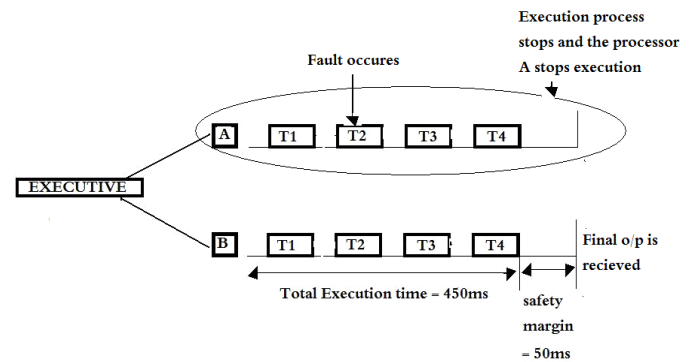 Execution process
stops and the processor
A stops execution
Fault occures
A
T1
T2
T3
T4
EXECUTIVE
B
T1
T2
T3
T4
Final o/p is
recieved
Total Execution time = 450ms
safety
margin
= 50ms